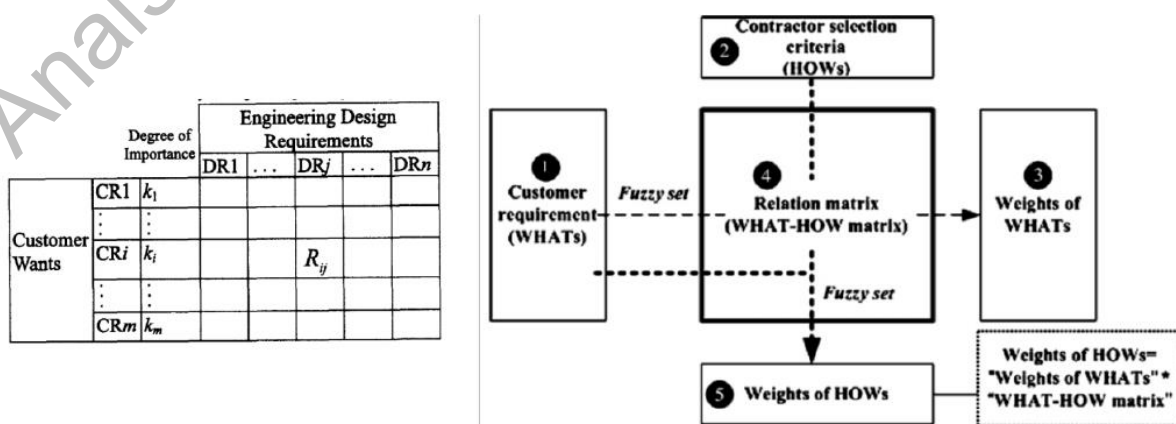 Analys
Degree of
Importance
Engineering Design
Requirements
DR1 ... DRj ... DRn
Customer
Wants
CR1 k₁
⋮ ⋮
CRi kᵢ Rᵢⱼ
⋮ ⋮
CRm kₘ
2
Contractor selection
criteria
(HOWs)
1
Customer
requirement
(WHATs)
Fuzzy set
4
Relation matrix
(WHAT-HOW matrix)
3
Weights of
WHATs
Fuzzy set
5 Weights of HOWs
Weights of HOWs=
"Weights of WHATs" *
"WHAT-HOW matrix"